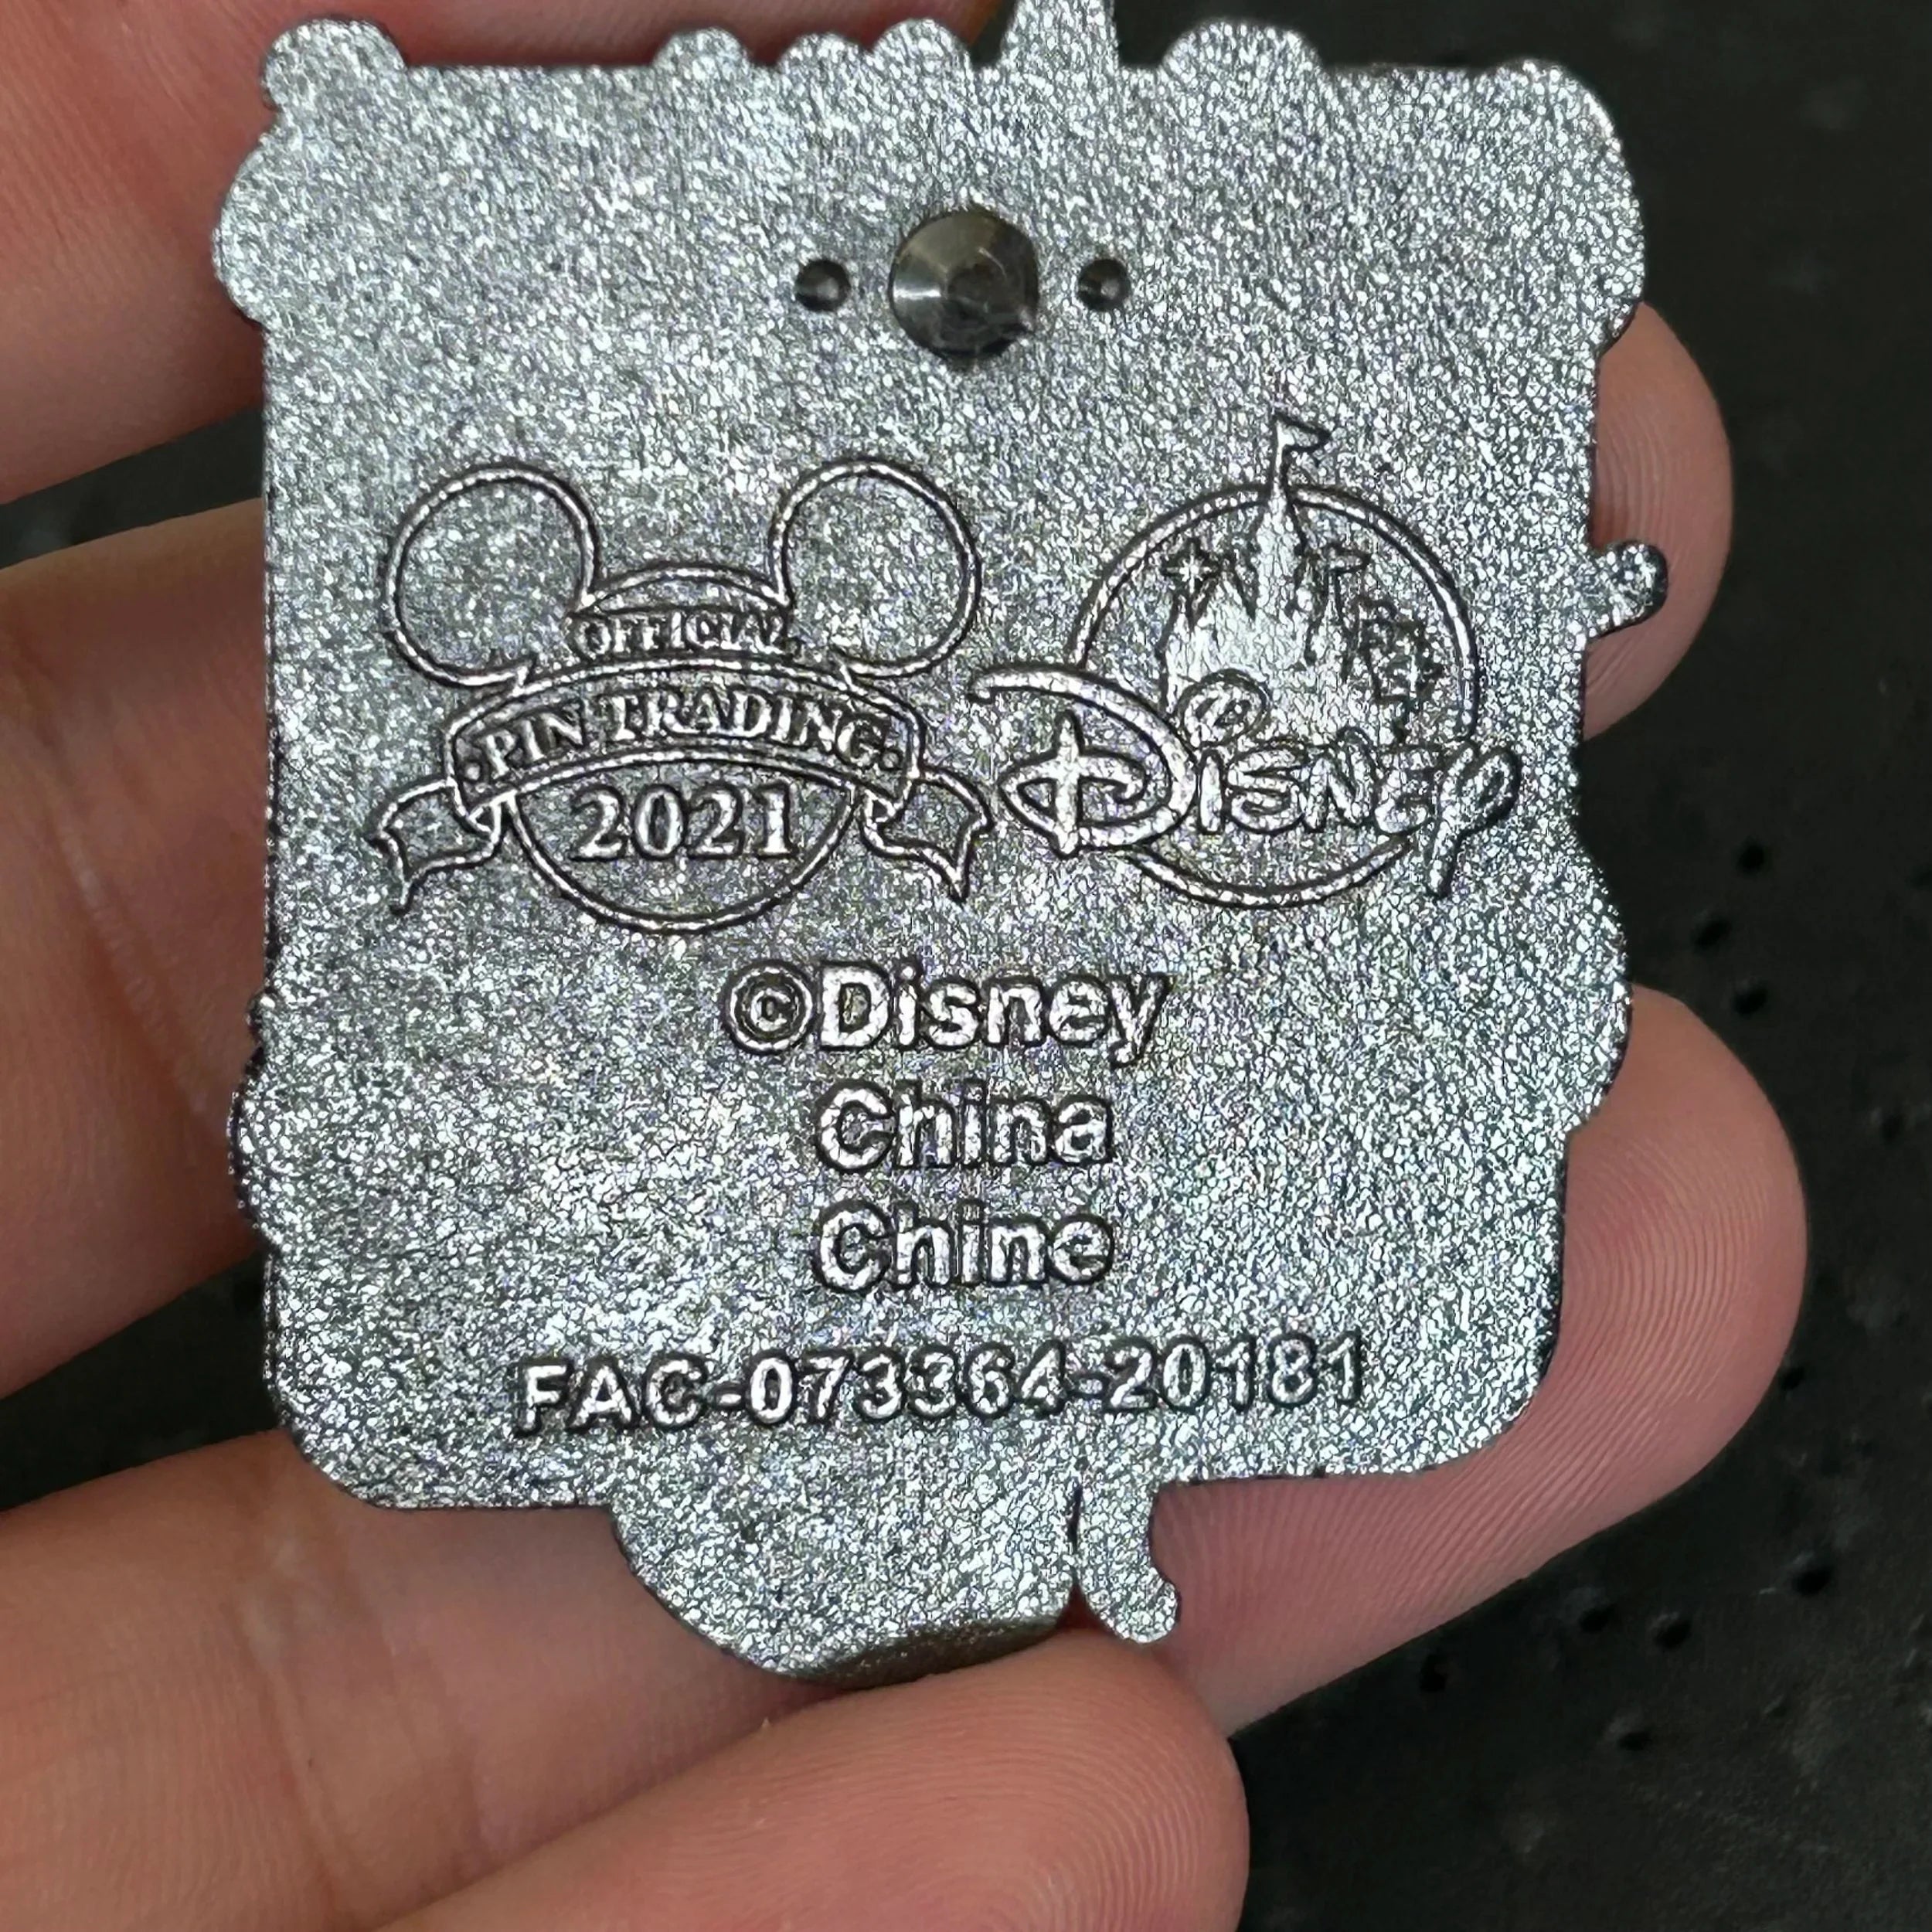 OFFICIAL
·PIN TRADING·
2021
Disney
©Disney
China
Chine
FAC-073364-20181